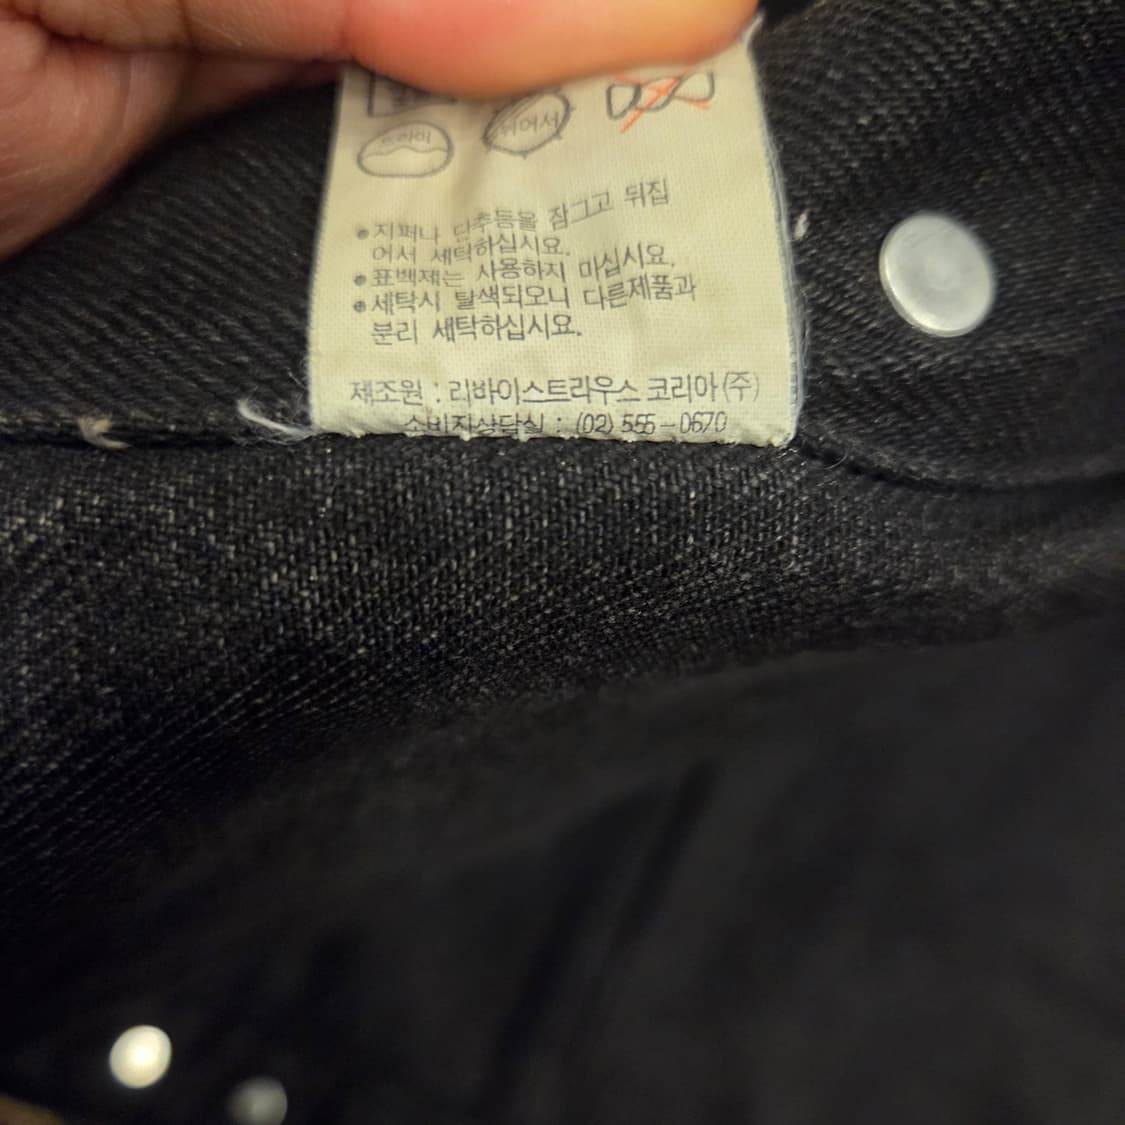 드라이
뉘어서
●지퍼나 단추등을 잠그고 뒤집
어서 세탁하십시요.
●표백제는 사용하지 마십시요.
●세탁시 탈색되오니 다른제품과
분리 세탁하십시요.
제조원 : 리바이스트라우스 코리아(주)
소비자상담실 : (02) 555-0670